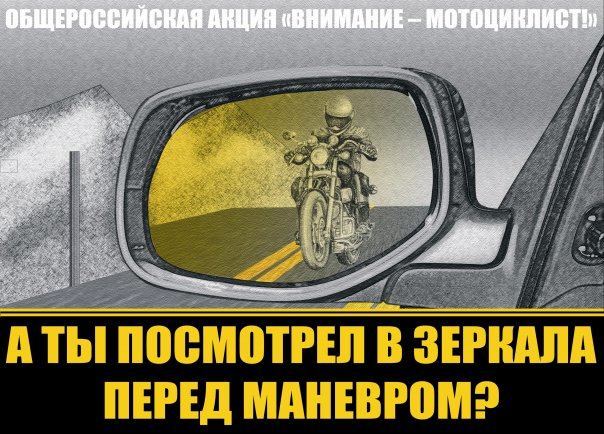 ОБЩЕРОССИЙСКАЯ АКЦИЯ «ВНИМАНИЕ – МОТОЦИКЛИСТ!»
А ТЫ ПОСМОТРЕЛ В ЗЕРКАЛА
ПЕРЕД МАНЕВРОМ?